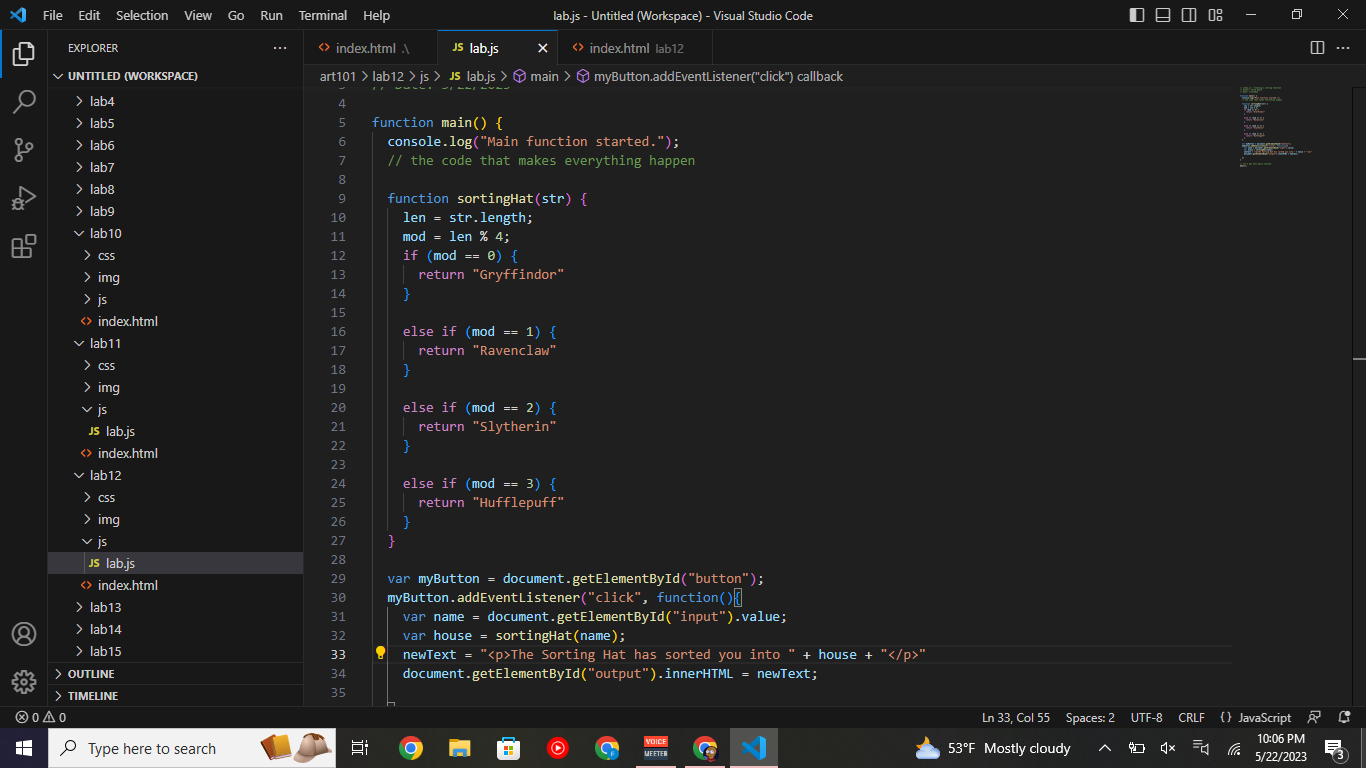 File Edit Selection View Go Run Terminal Help
lab.js - Untitled (Workspace) - Visual Studio Code
EXPLORER
UNTITLED (WORKSPACE)
lab4
lab5
lab6
lab7
lab8
lab9
lab10
css
img
js
index.html
lab11
css
img
js
JS lab.js
index.html
lab12
css
img
js
JS lab.js
index.html
lab13
lab14
lab15
OUTLINE
TIMELINE
index.html .\
JS lab.js
index.html lab12
art101 > lab12 > js > JS lab.js > main > myButton.addEventListener("click") callback
3 // Date: 5/22/2023
4
5 function main() {
6 console.log("Main function started.");
7 // the code that makes everything happen
8
9 function sortingHat(str) {
10 len = str.length;
11 mod = len % 4;
12 if (mod == 0) {
13 return "Gryffindor"
14 }
15
16 else if (mod == 1) {
17 return "Ravenclaw"
18 }
19
20 else if (mod == 2) {
21 return "Slytherin"
22 }
23
24 else if (mod == 3) {
25 return "Hufflepuff"
26 }
27 }
28
29 var myButton = document.getElementById("button");
30 myButton.addEventListener("click", function(){
31 var name = document.getElementById("input").value;
32 var house = sortingHat(name);
33 newText = "<p>The Sorting Hat has sorted you into " + house + "</p>"
34 document.getElementById("output").innerHTML = newText;
35
0 0
Ln 33, Col 55 Spaces: 2 UTF-8 CRLF {} JavaScript
Type here to search
VOICE
MEETER
53°F Mostly cloudy
10:06 PM
5/22/2023
3